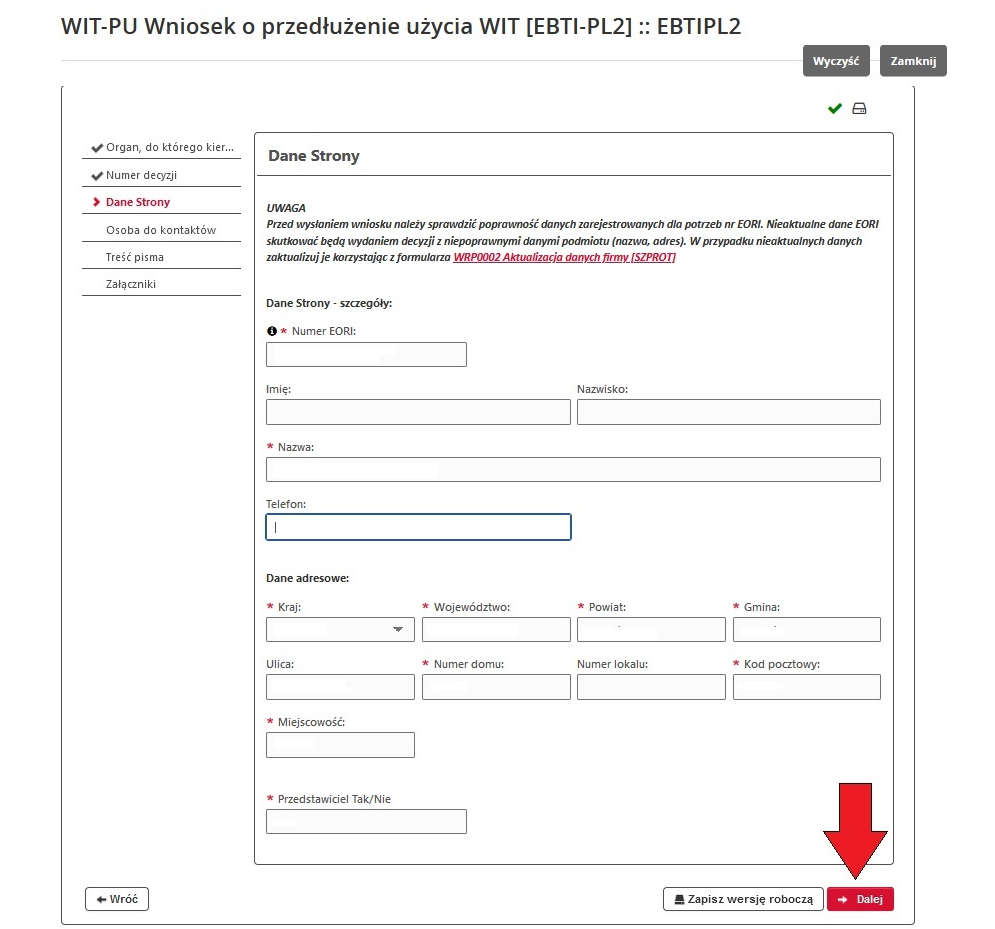 WIT-PU Wniosek o przedłużenie użycia WIT [EBTI-PL2] :: EBTIPL2
Wyczyść Zamknij
Organ, do którego kier...
Numer decyzji
Dane Strony
Osoba do kontaktów
Treść pisma
Załączniki
Dane Strony
UWAGA
Przed wysłaniem wniosku należy sprawdzić poprawność danych zarejestrowanych dla potrzeb nr EORI. Nieaktualne dane EORI
skutkować będą wydaniem decyzji z niepoprawnymi danymi podmiotu (nazwa, adres). W przypadku nieaktualnych danych
zaktualizuj je korzystając z formularza WRP0002 Aktualizacja danych firmy [SZPROT]
Dane Strony - szczegóły:
* Numer EORI:
Imię: Nazwisko:
* Nazwa:
Telefon:
Dane adresowe:
* Kraj: * Województwo: * Powiat: * Gmina:
Ulica: * Numer domu: Numer lokalu: * Kod pocztowy:
* Miejscowość:
* Przedstawiciel Tak/Nie
Wróć Zapisz wersję roboczą Dalej